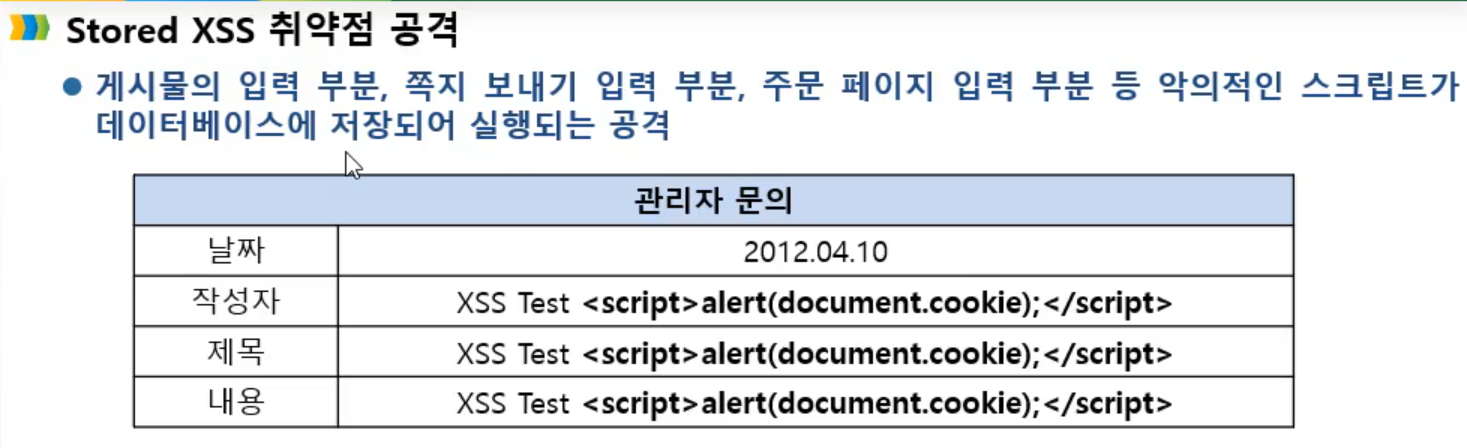 Stored XSS 취약점 공격
게시물의 입력 부분, 쪽지 보내기 입력 부분, 주문 페이지 입력 부분 등 악의적인 스크립트가
데이터베이스에 저장되어 실행되는 공격
관리자 문의
날짜 2012.04.10
작성자 XSS Test <script>alert(document.cookie);</script>
제목 XSS Test <script>alert(document.cookie);</script>
내용 XSS Test <script>alert(document.cookie);</script>